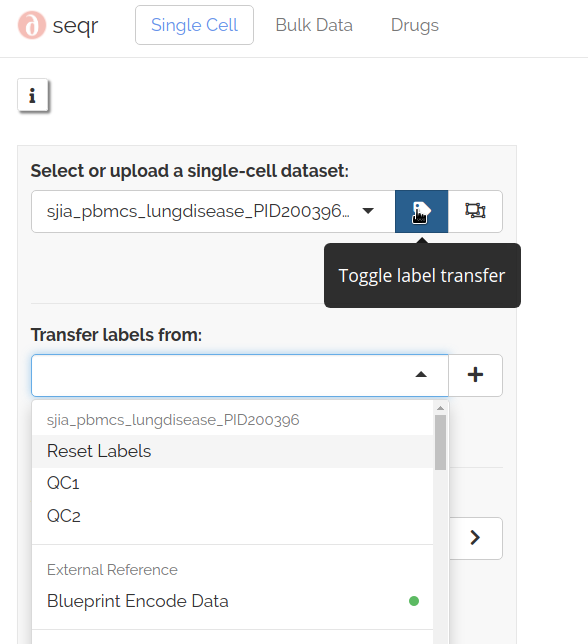 seqr
Single Cell
Bulk Data
Drugs
i
Select or upload a single-cell dataset:
sjia_pbmcs_lungdisease_PID200396...
Toggle label transfer
Transfer labels from:
sjia_pbmcs_lungdisease_PID200396
Reset Labels
QC1
QC2
External Reference
Blueprint Encode Data